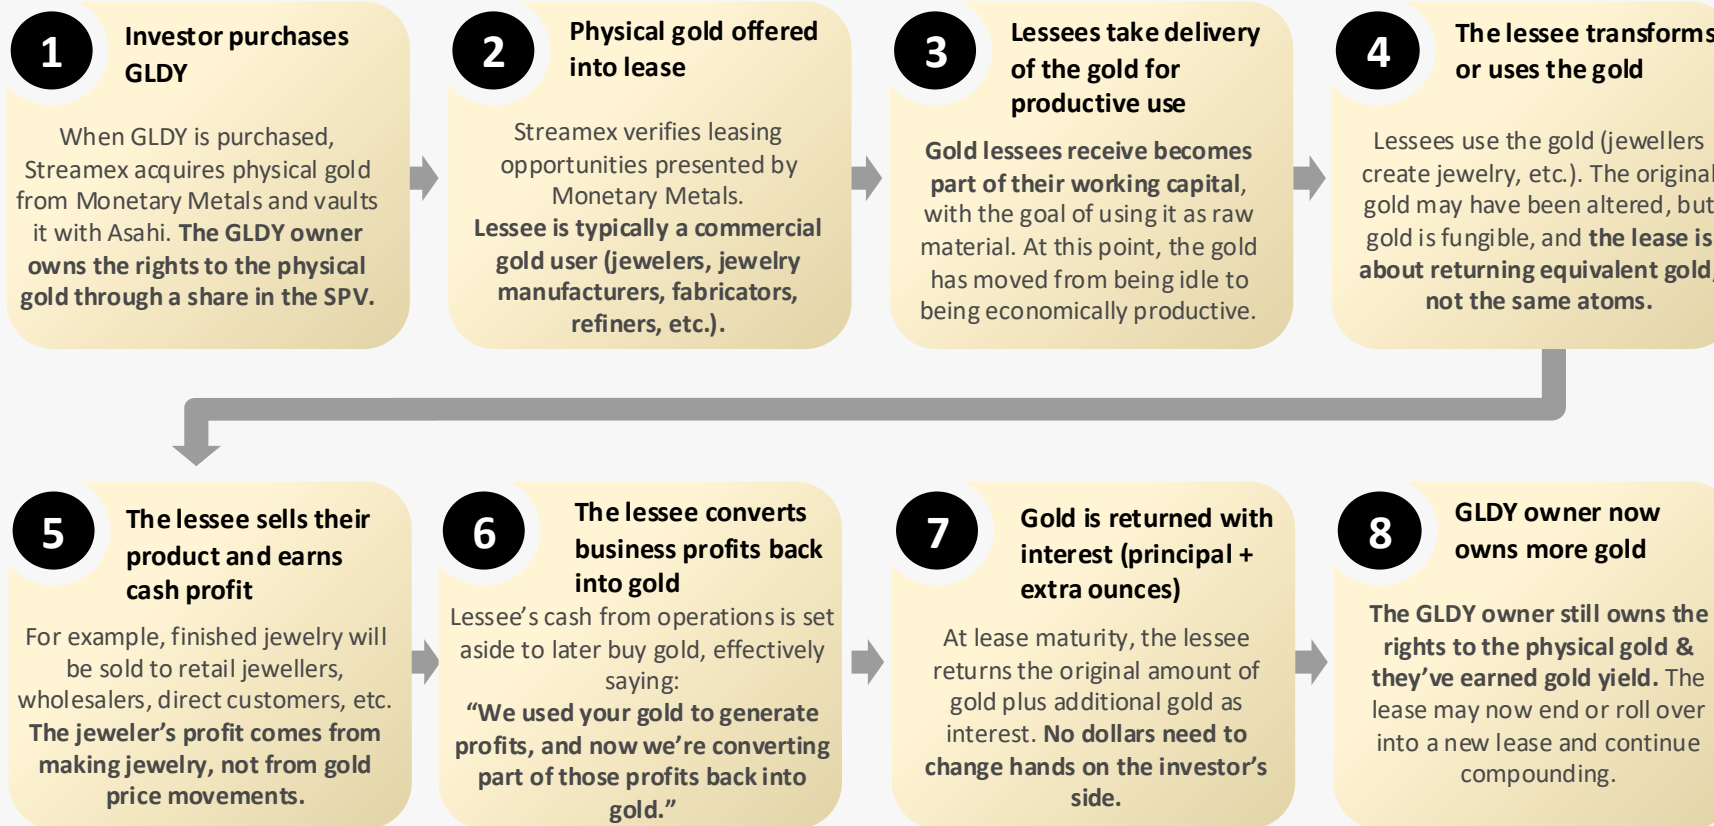 1
Investor purchases
GLDY
When GLDY is purchased,
Streamex acquires physical gold
from Monetary Metals and vaults
it with Asahi. The GLDY owner
owns the rights to the physical
gold through a share in the SPV.
2
Physical gold offered
into lease
Streamex verifies leasing
opportunities presented by
Monetary Metals.
Lessee is typically a commercial
gold user (jewelers, jewelry
manufacturers, fabricators,
refiners, etc.).
3
Lessees take delivery
of the gold for
productive use
Gold lessees receive becomes
part of their working capital,
with the goal of using it as raw
material. At this point, the gold
has moved from being idle to
being economically productive.
4
The lessee transforms
or uses the gold
Lessees use the gold (jewellers
create jewelry, etc.). The original
gold may have been altered, but
gold is fungible, and the lease is
about returning equivalent gold,
not the same atoms.
5
The lessee sells their
product and earns
cash profit
For example, finished jewelry will
be sold to retail jewellers,
wholesalers, direct customers, etc.
The jeweler’s profit comes from
making jewelry, not from gold
price movements.
6
The lessee converts
business profits back
into gold
Lessee’s cash from operations is set
aside to later buy gold, effectively
saying:
“We used your gold to generate
profits, and now we’re converting
part of those profits back into
gold.”
7
Gold is returned with
interest (principal +
extra ounces)
At lease maturity, the lessee
returns the original amount of
gold plus additional gold as
interest. No dollars need to
change hands on the investor’s
side.
8
GLDY owner now
owns more gold
The GLDY owner still owns the
rights to the physical gold &
they’ve earned gold yield. The
lease may now end or roll over
into a new lease and continue
compounding.